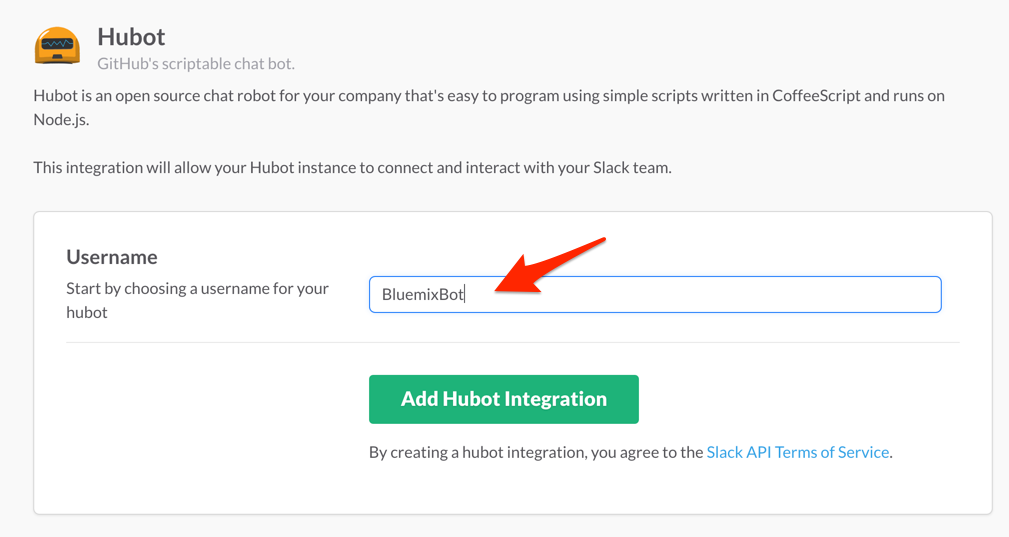 Hubot
GitHub's scriptable chat bot.
Hubot is an open source chat robot for your company that's easy to program using simple scripts written in CoffeeScript and runs on
Node.js.
This integration will allow your Hubot instance to connect and interact with your Slack team.
Username
Start by choosing a username for your
hubot
BluemixBot
Add Hubot Integration
By creating a hubot integration, you agree to the Slack API Terms of Service.